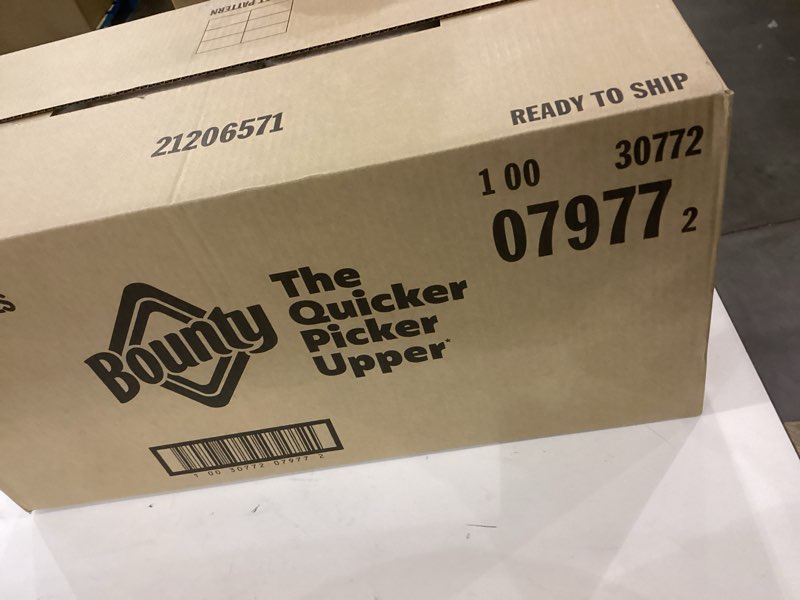 PATTERN
21206571
READY TO SHIP
1 00 30772
07977 2
Bounty
The
Quicker
Picker
Upper*
1 00 30772 07977 2